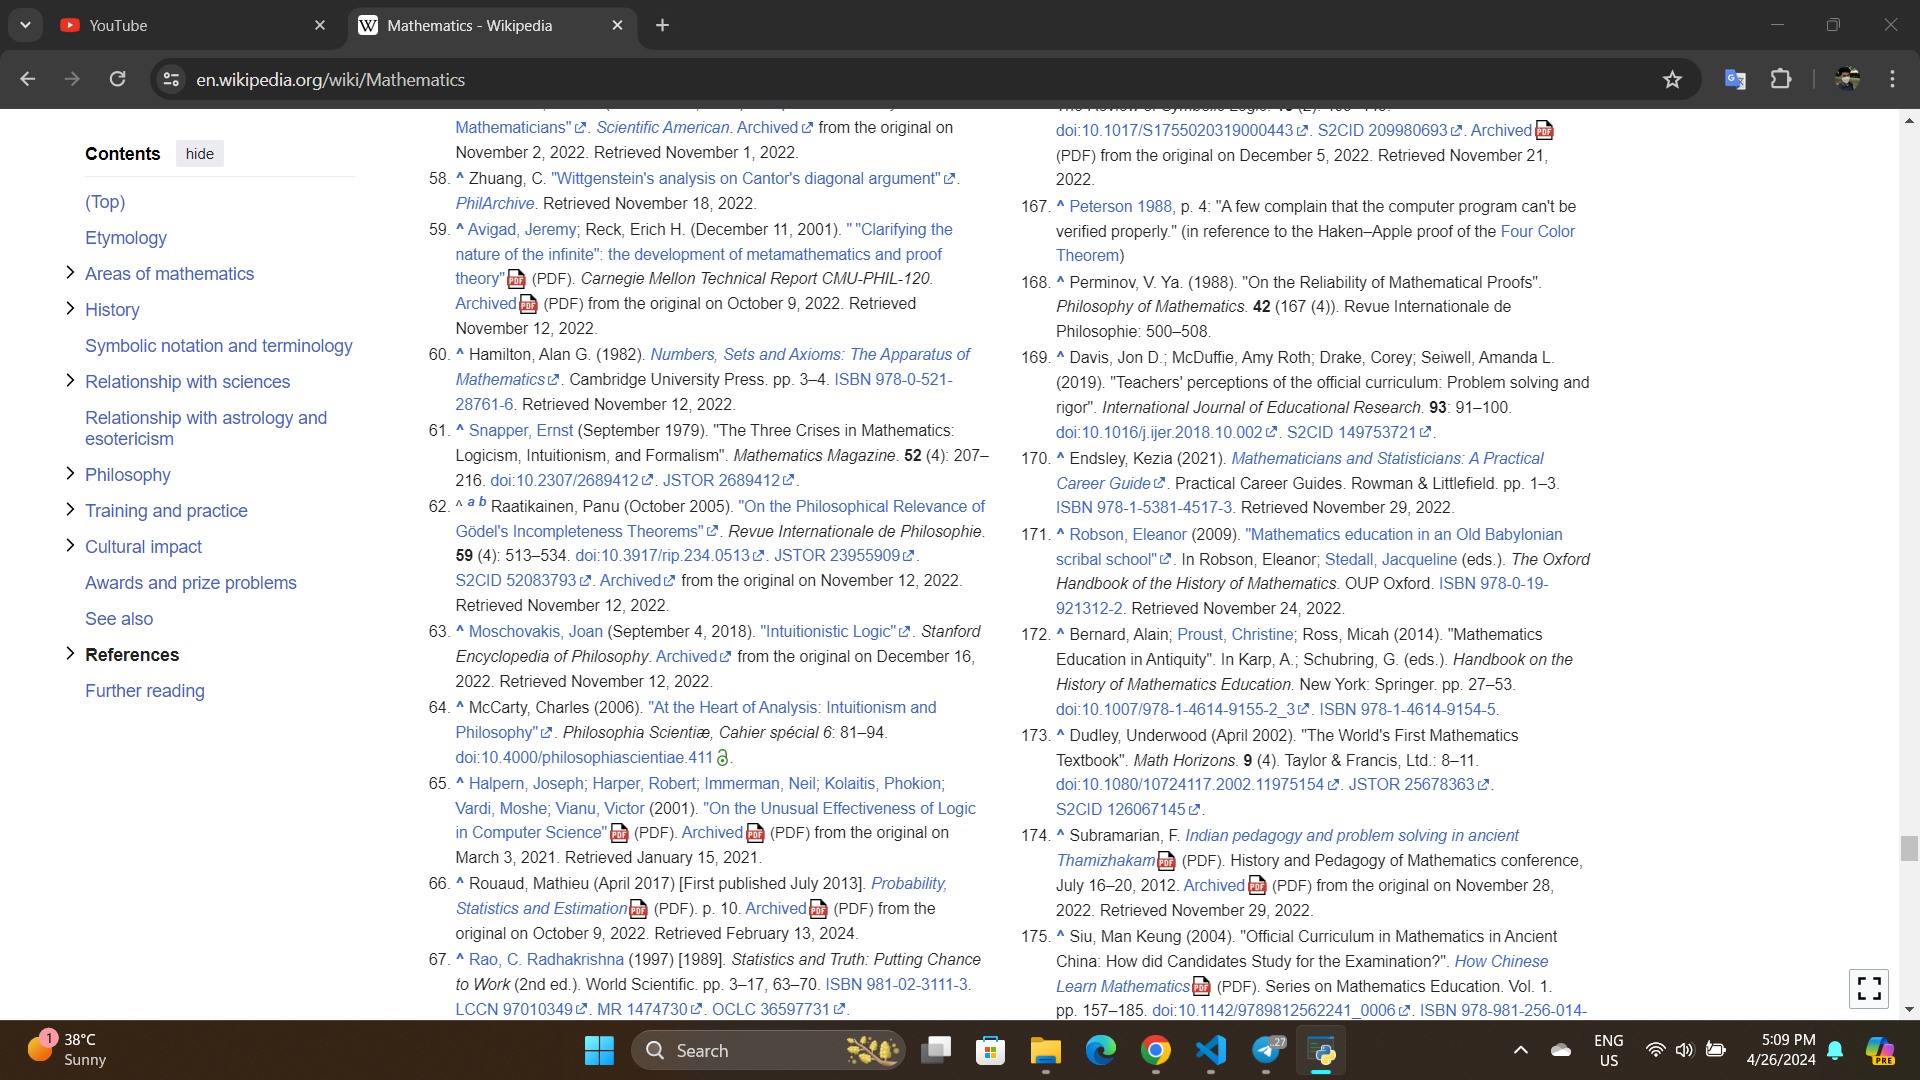 YouTube
Mathematics - Wikipedia
en.wikipedia.org/wiki/Mathematics
Contents
hide
(Top)
Etymology
Areas of mathematics
History
Symbolic notation and terminology
Relationship with sciences
Relationship with astrology and
esotericism
Philosophy
Training and practice
Cultural impact
Awards and prize problems
See also
References
Further reading
Mathematicians". Scientific American. Archived from the original on
November 2, 2022. Retrieved November 1, 2022.
58. ^ Zhuang, C. "Wittgenstein's analysis on Cantor's diagonal argument".
PhilArchive. Retrieved November 18, 2022.
59. ^ Avigad, Jeremy; Reck, Erich H. (December 11, 2001). " "Clarifying the
nature of the infinite": the development of metamathematics and proof
theory" (PDF). Carnegie Mellon Technical Report CMU-PHIL-120.
Archived (PDF) from the original on October 9, 2022. Retrieved
November 12, 2022.
60. ^ Hamilton, Alan G. (1982). Numbers, Sets and Axioms: The Apparatus of
Mathematics. Cambridge University Press. pp. 3–4. ISBN 978-0-521-
28761-6. Retrieved November 12, 2022.
61. ^ Snapper, Ernst (September 1979). "The Three Crises in Mathematics:
Logicism, Intuitionism, and Formalism". Mathematics Magazine. 52 (4): 207–
216. doi:10.2307/2689412. JSTOR 2689412.
62. ^ a b Raatikainen, Panu (October 2005). "On the Philosophical Relevance of
Gödel's Incompleteness Theorems". Revue Internationale de Philosophie.
59 (4): 513–534. doi:10.3917/rip.234.0513. JSTOR 23955909.
S2CID 52083793. Archived from the original on November 12, 2022.
Retrieved November 12, 2022.
63. ^ Moschovakis, Joan (September 4, 2018). "Intuitionistic Logic". Stanford
Encyclopedia of Philosophy. Archived from the original on December 16,
2022. Retrieved November 12, 2022.
64. ^ McCarty, Charles (2006). "At the Heart of Analysis: Intuitionism and
Philosophy". Philosophia Scientiæ, Cahier spécial 6: 81–94.
doi:10.4000/philosophiascientiae.411.
65. ^ Halpern, Joseph; Harper, Robert; Immerman, Neil; Kolaitis, Phokion;
Vardi, Moshe; Vianu, Victor (2001). "On the Unusual Effectiveness of Logic
in Computer Science" (PDF). Archived (PDF) from the original on
March 3, 2021. Retrieved January 15, 2021.
66. ^ Rouaud, Mathieu (April 2017) [First published July 2013]. Probability,
Statistics and Estimation (PDF). p. 10. Archived (PDF) from the
original on October 9, 2022. Retrieved February 13, 2024.
67. ^ Rao, C. Radhakrishna (1997) [1989]. Statistics and Truth: Putting Chance
to Work (2nd ed.). World Scientific. pp. 3–17, 63–70. ISBN 981-02-3111-3.
LCCN 97010349. MR 1474730. OCLC 36597731.
doi:10.1017/S1755020319000443. S2CID 209980693. Archived
(PDF) from the original on December 5, 2022. Retrieved November 21,
2022.
167. ^ Peterson 1988, p. 4: "A few complain that the computer program can't be
verified properly." (in reference to the Haken–Apple proof of the Four Color
Theorem)
168. ^ Perminov, V. Ya. (1988). "On the Reliability of Mathematical Proofs".
Philosophy of Mathematics. 42 (167 (4)). Revue Internationale de
Philosophie: 500–508.
169. ^ Davis, Jon D.; McDuffie, Amy Roth; Drake, Corey; Seiwell, Amanda L.
(2019). "Teachers' perceptions of the official curriculum: Problem solving and
rigor". International Journal of Educational Research. 93: 91–100.
doi:10.1016/j.ijer.2018.10.002. S2CID 149753721.
170. ^ Endsley, Kezia (2021). Mathematicians and Statisticians: A Practical
Career Guide. Practical Career Guides. Rowman & Littlefield. pp. 1–3.
ISBN 978-1-5381-4517-3. Retrieved November 29, 2022.
171. ^ Robson, Eleanor (2009). "Mathematics education in an Old Babylonian
scribal school". In Robson, Eleanor; Stedall, Jacqueline (eds.). The Oxford
Handbook of the History of Mathematics. OUP Oxford. ISBN 978-0-19-
921312-2. Retrieved November 24, 2022.
172. ^ Bernard, Alain; Proust, Christine; Ross, Micah (2014). "Mathematics
Education in Antiquity". In Karp, A.; Schubring, G. (eds.). Handbook on the
History of Mathematics Education. New York: Springer. pp. 27–53.
doi:10.1007/978-1-4614-9155-2_3. ISBN 978-1-4614-9154-5.
173. ^ Dudley, Underwood (April 2002). "The World's First Mathematics
Textbook". Math Horizons. 9 (4). Taylor & Francis, Ltd.: 8–11.
doi:10.1080/10724117.2002.11975154. JSTOR 25678363.
S2CID 126067145.
174. ^ Subramarian, F. Indian pedagogy and problem solving in ancient
Thamizhakam (PDF). History and Pedagogy of Mathematics conference,
July 16–20, 2012. Archived (PDF) from the original on November 28,
2022. Retrieved November 29, 2022.
175. ^ Siu, Man Keung (2004). "Official Curriculum in Mathematics in Ancient
China: How did Candidates Study for the Examination?". How Chinese
Learn Mathematics (PDF). Series on Mathematics Education. Vol. 1.
pp. 157–185. doi:10.1142/9789812562241_0006. ISBN 978-981-256-014-
1
38°C
Sunny
Search
27
ENG
US
5:09 PM
4/26/2024
PRE